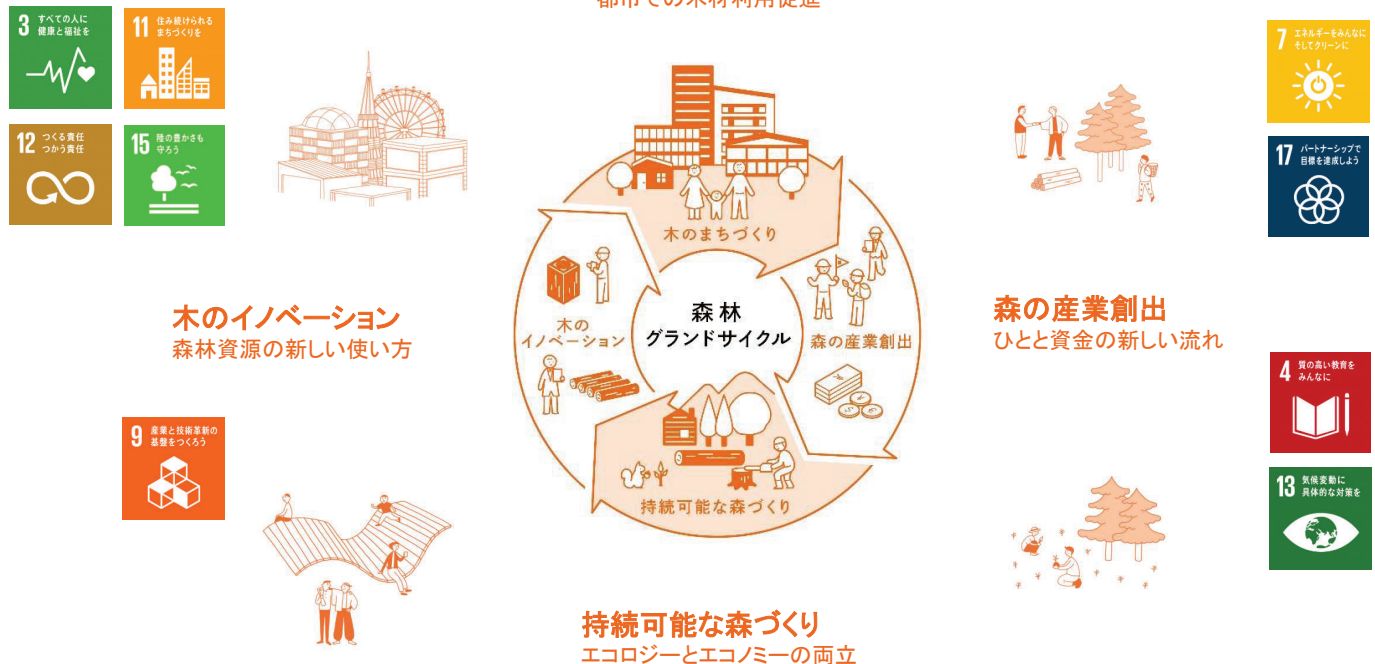 都市での木材利用促進
3 すべての人に
健康と福祉を
11 住み続けられる
まちづくりを
12 つくる責任
つかう責任
15 陸の豊かさも
守ろう
7 エネルギーをみんなに
そしてクリーンに
17 パートナーシップで
目標を達成しよう
木のまちづくり
木のイノベーション
森林資源の新しい使い方
木の
イノベーション
森林
グランドサイクル
森の産業創出
森の産業創出
ひとと資金の新しい流れ
¥
$
€
4 質の高い教育を
みんなに
9 産業と技術革新の
基盤をつくろう
13 気候変動に
具体的な対策を
持続可能な森づくり
持続可能な森づくり
エコロジーとエコノミーの両立